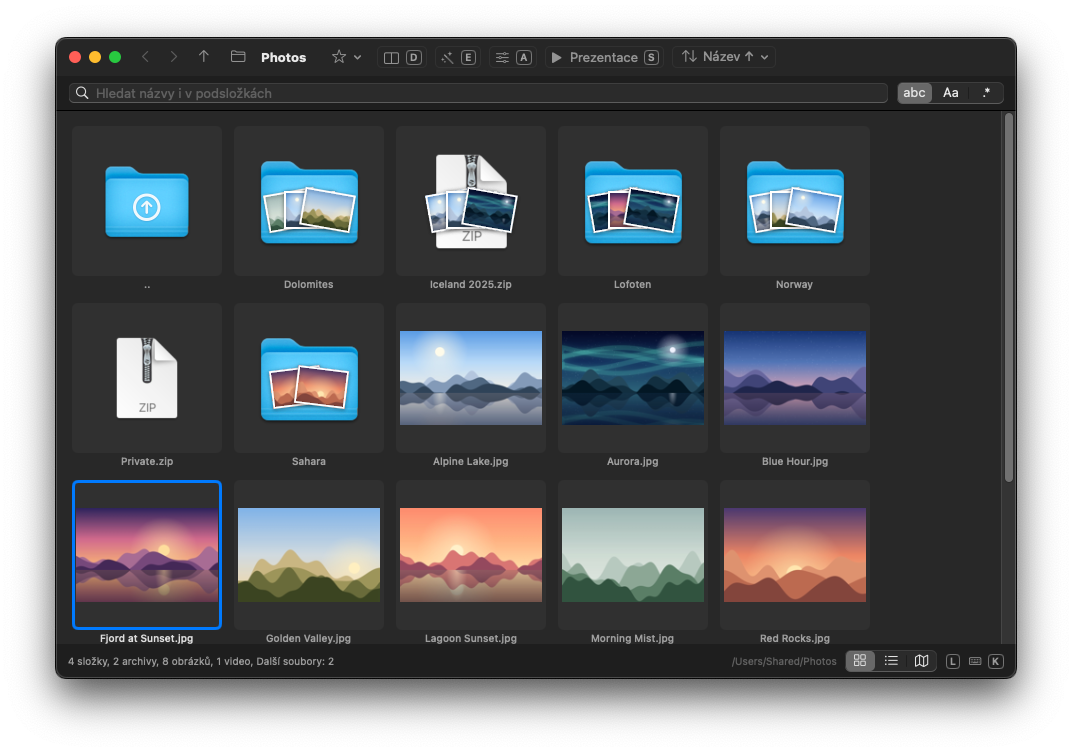 Photos
D
E
A
Prezentace S
Název
Hledat názvy i v podsložkách
abc
Aa
.*
..
Dolomites
ZIP
Iceland 2025.zip
Lofoten
Norway
ZIP
Private.zip
Sahara
Alpine Lake.jpg
Aurora.jpg
Blue Hour.jpg
Fjord at Sunset.jpg
Golden Valley.jpg
Lagoon Sunset.jpg
Morning Mist.jpg
Red Rocks.jpg
4 složky, 2 archivy, 8 obrázků, 1 video, Další soubory: 2
/Users/Shared/Photos
L
K